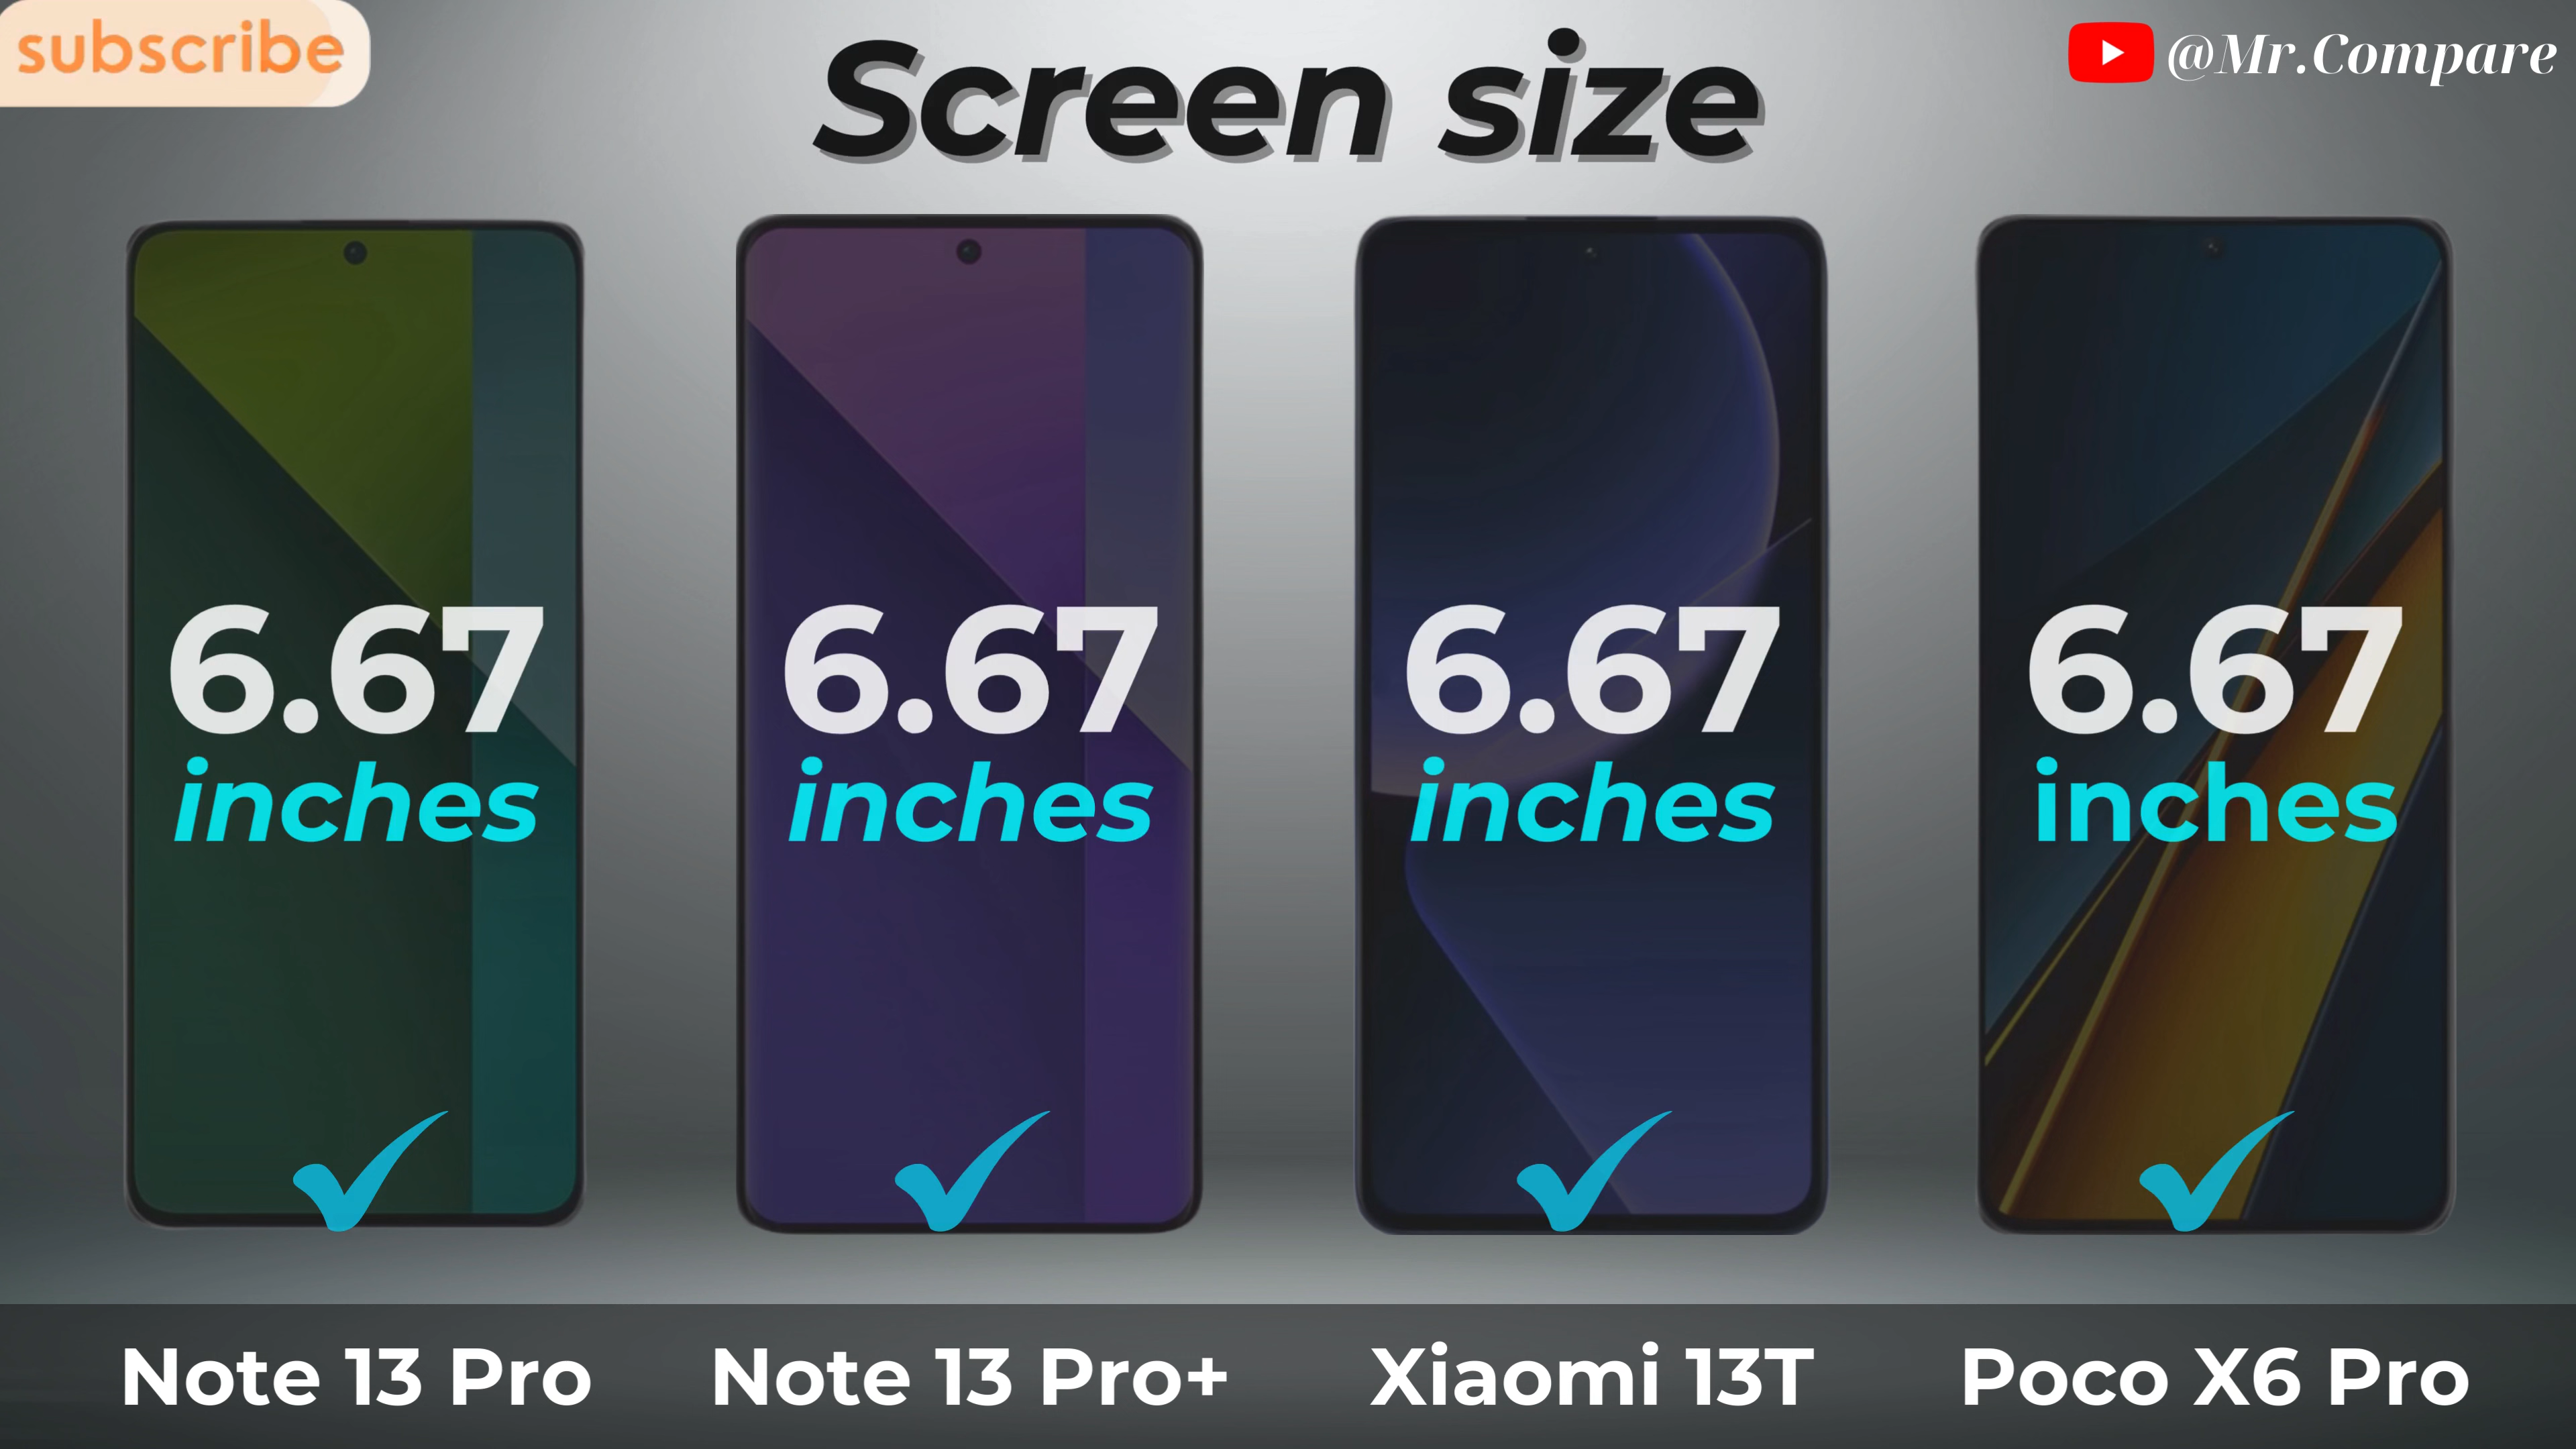 subscribe
Screen size
@Mr.Compare
6.67
inches
6.67
inches
6.67
inches
6.67
inches
Note 13 Pro
Note 13 Pro+
Xiaomi 13T
Poco X6 Pro